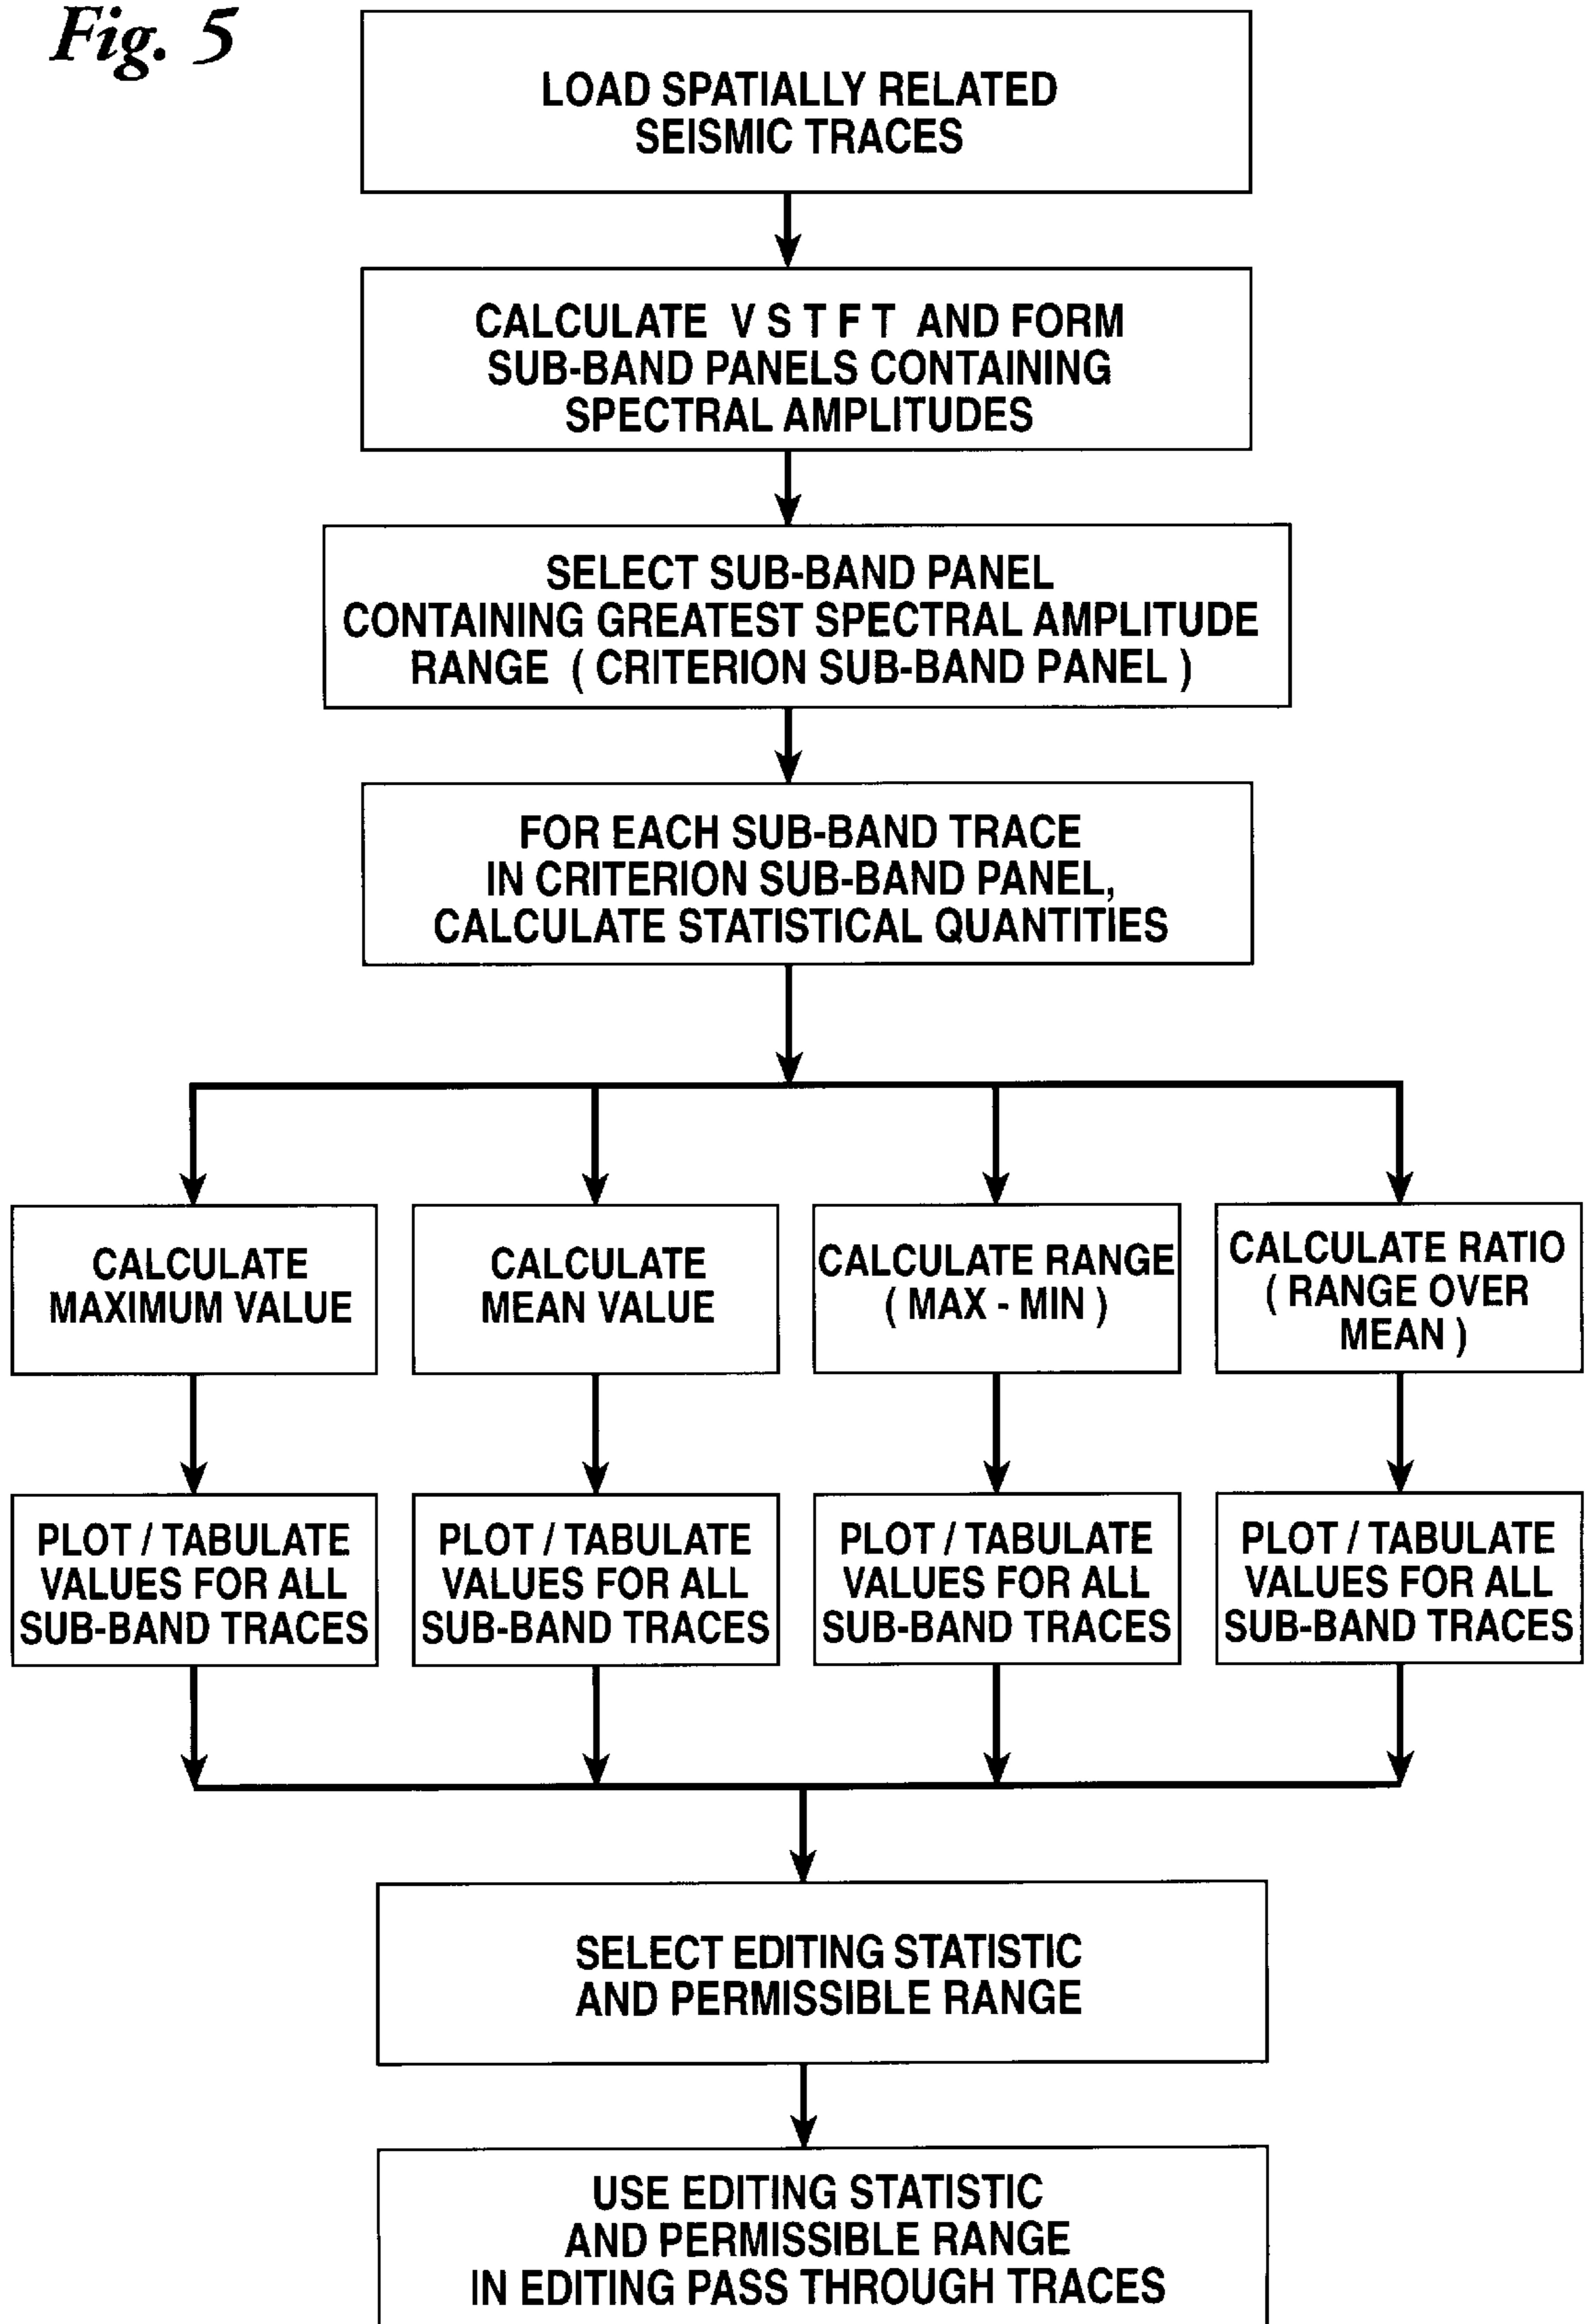 Fig. 5
LOAD SPATIALLY RELATED
SEISMIC TRACES
CALCULATE V S T F T AND FORM
SUB-BAND PANELS CONTAINING
SPECTRAL AMPLITUDES
SELECT SUB-BAND PANEL
CONTAINING GREATEST SPECTRAL AMPLITUDE
RANGE ( CRITERION SUB-BAND PANEL )
FOR EACH SUB-BAND TRACE
IN CRITERION SUB-BAND PANEL,
CALCULATE STATISTICAL QUANTITIES
CALCULATE
MAXIMUM VALUE
CALCULATE
MEAN VALUE
CALCULATE RANGE
( MAX - MIN )
CALCULATE RATIO
( RANGE OVER
MEAN )
PLOT / TABULATE
VALUES FOR ALL
SUB-BAND TRACES
PLOT / TABULATE
VALUES FOR ALL
SUB-BAND TRACES
PLOT / TABULATE
VALUES FOR ALL
SUB-BAND TRACES
PLOT / TABULATE
VALUES FOR ALL
SUB-BAND TRACES
SELECT EDITING STATISTIC
AND PERMISSIBLE RANGE
USE EDITING STATISTIC
AND PERMISSIBLE RANGE
IN EDITING PASS THROUGH TRACES